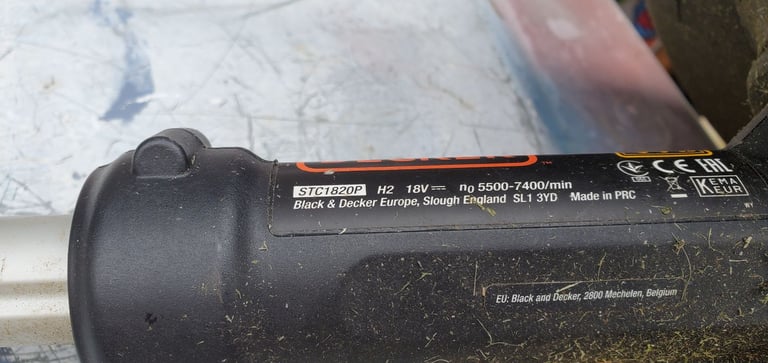 STC1820P H2 18V⎓ n0 5500-7400/min
Black & Decker Europe, Slough England SL1 3YD Made in PRC
CE EAC
KEMA
EUR
EU: Black and Decker, 2800 Mechelen, Belgium